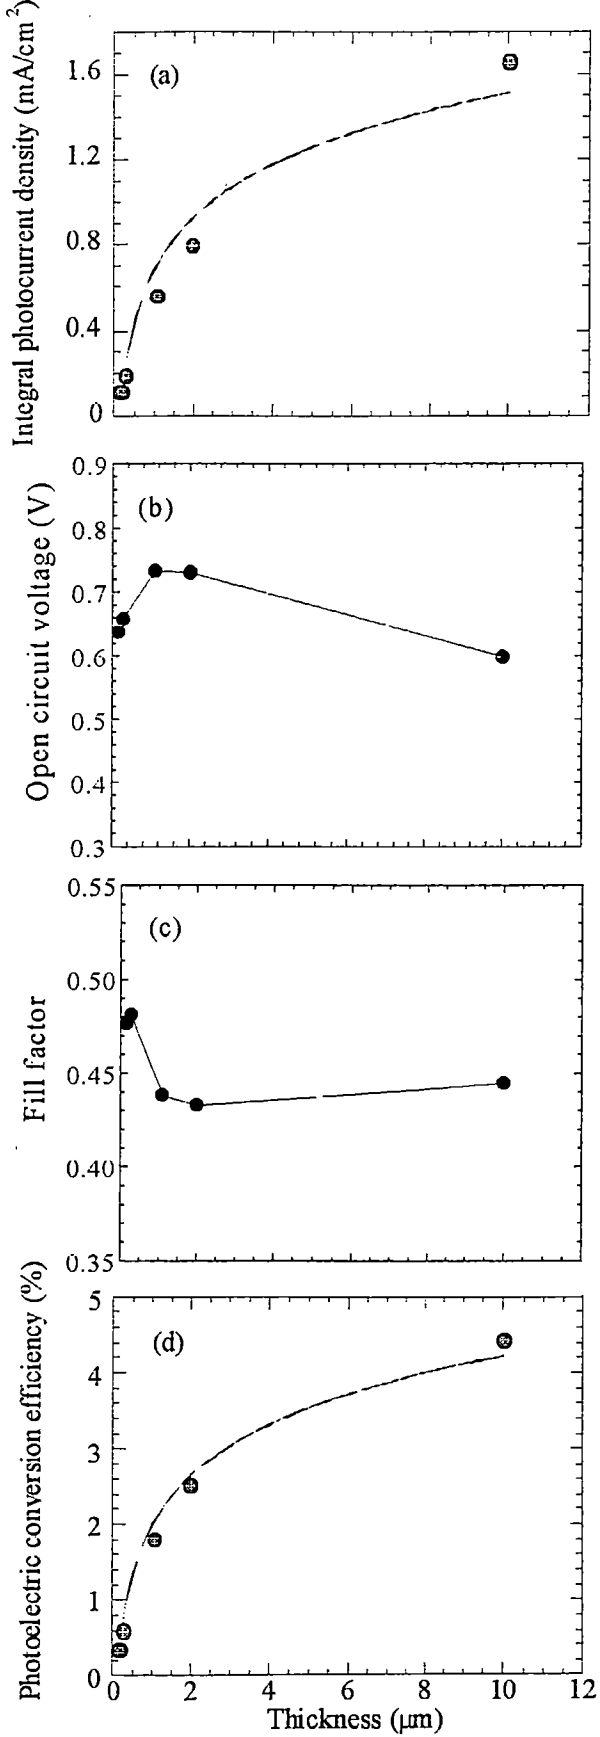 Integral photocurrent density (mA/cm²)
(a)
1.6
1.2
0.8
0.4
0
Open circuit voltage (V)
(b)
0.9
0.8
0.7
0.6
0.5
0.4
0.3
Fill factor
(c)
0.55
0.50
0.45
0.40
0.35
Photoelectric conversion efficiency (%)
(d)
5
4
3
2
1
0
0 2 4 6 8 10 12
Thickness (μm)